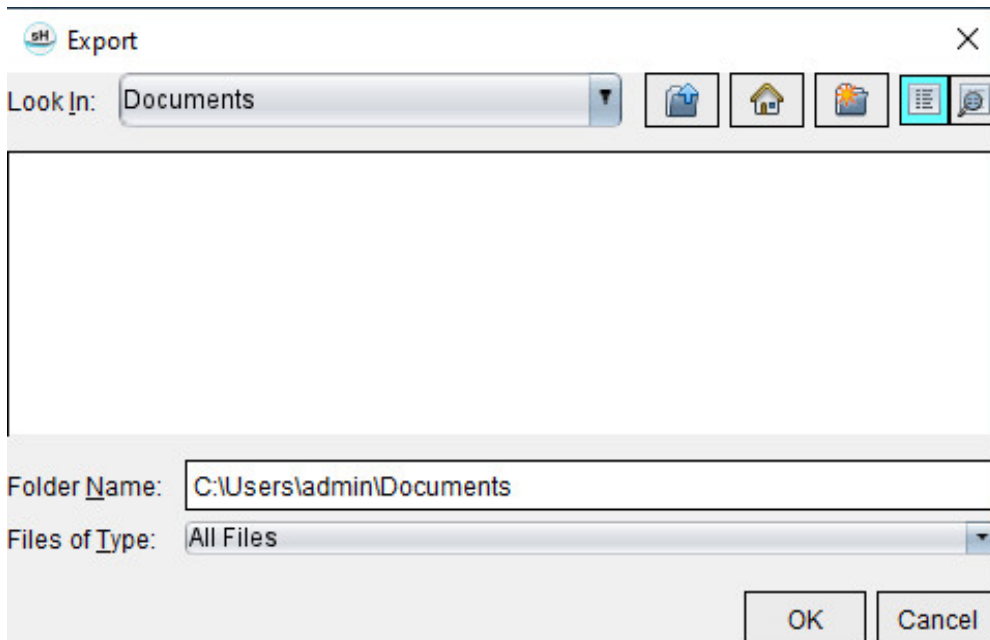 sH Export
Look In: Documents
Folder Name: C:\Users\admin\Documents
Files of Type: All Files
OK Cancel